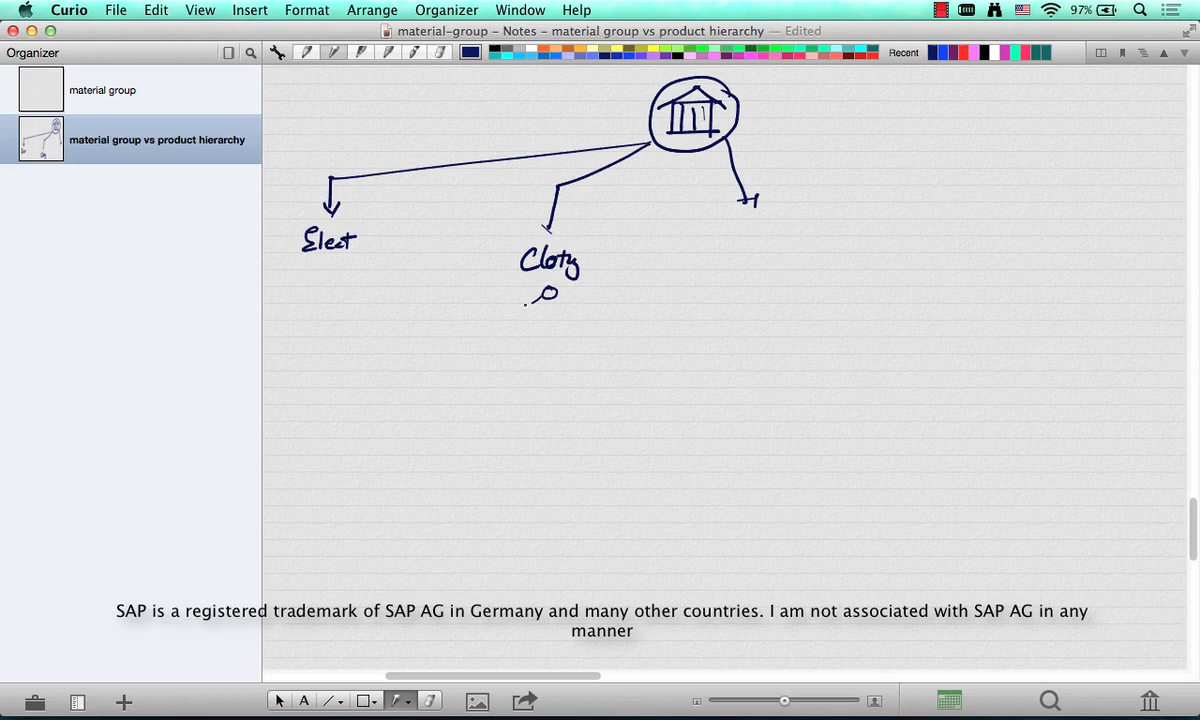 Curio File Edit View Insert Format Arrange Organizer Window Help 97%
material-group – Notes – material group vs product hierarchy — Edited
Organizer Recent
material group
material group vs product hierarchy
Elect
Cloty
SAP is a registered trademark of SAP AG in Germany and many other countries. I am not associated with SAP AG in any
manner
A